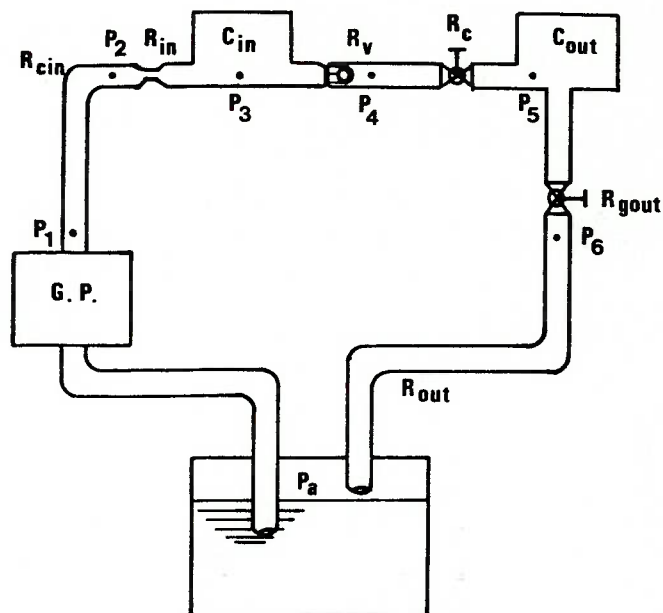 P2 Rin Cin Rv Rc Cout
Rcin
P3 P4 P5
Rgout
P1 P6
G. P.
Rout
Pa